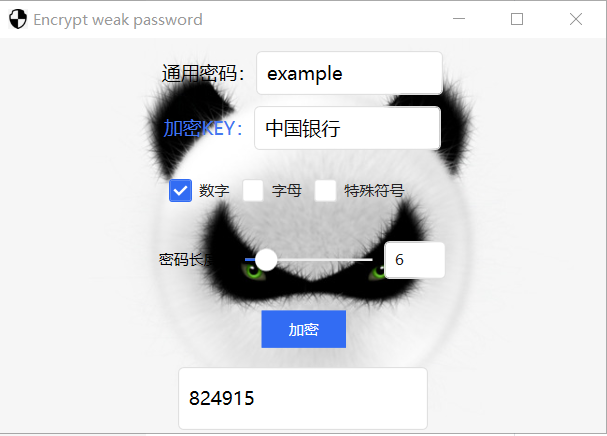 Encrypt weak password
通用密码: example
加密KEY: 中国银行
数字 字母 特殊符号
密码长度 6
加密
824915